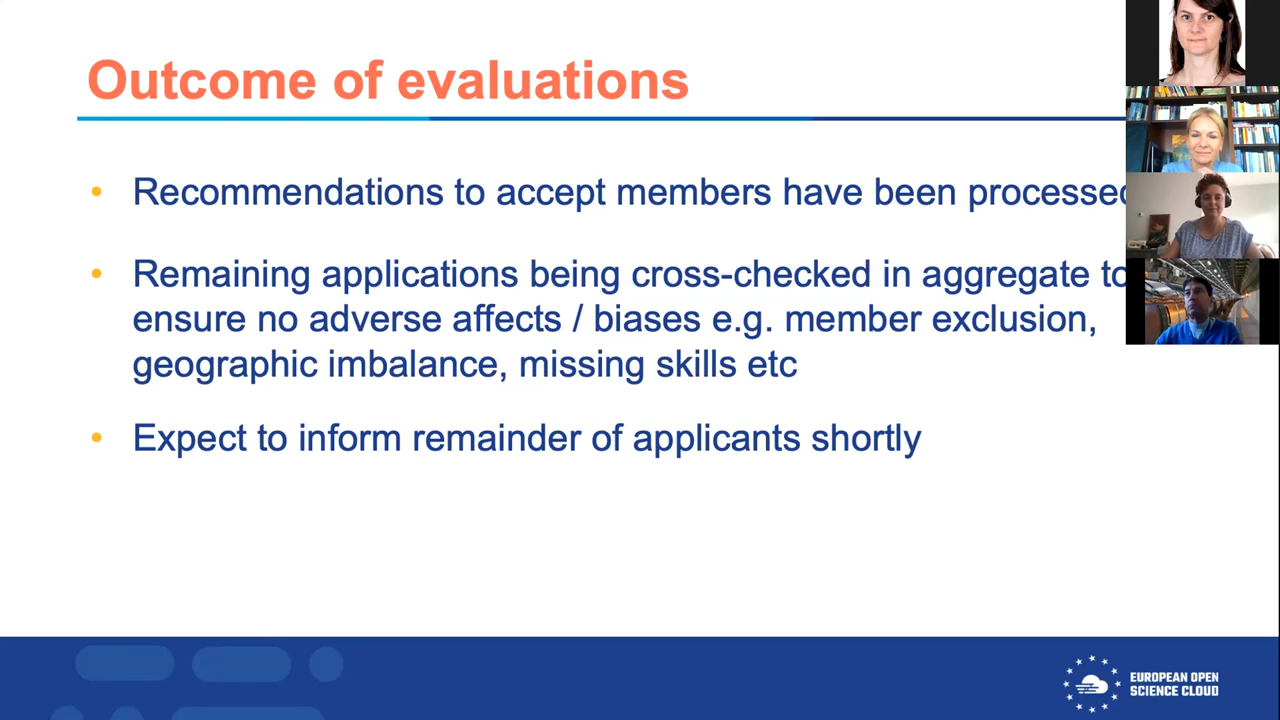 Outcome of evaluations
• Recommendations to accept members have been processed
• Remaining applications being cross-checked in aggregate to
ensure no adverse affects / biases e.g. member exclusion,
geographic imbalance, missing skills etc
• Expect to inform remainder of applicants shortly
EUROPEAN OPEN
SCIENCE CLOUD